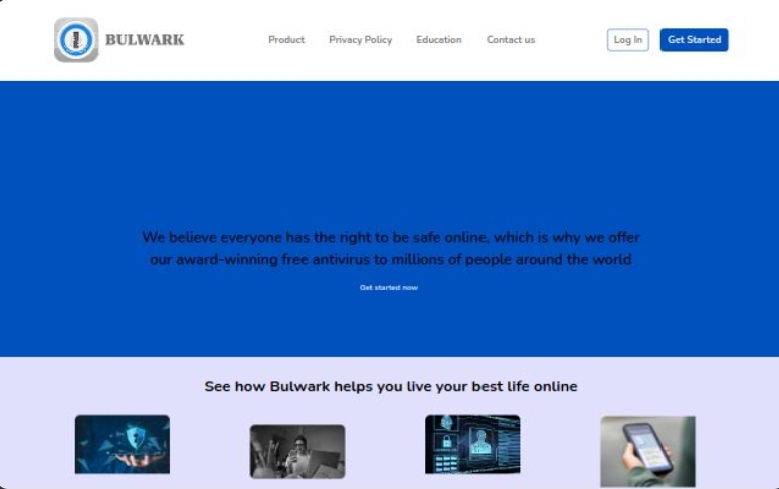 BULWARK
Product
Privacy Policy
Education
Contact us
Log In
Get Started
We believe everyone has the right to be safe online, which is why we offer
our award-winning free antivirus to millions of people around the world
Get started now
See how Bulwark helps you live your best life online